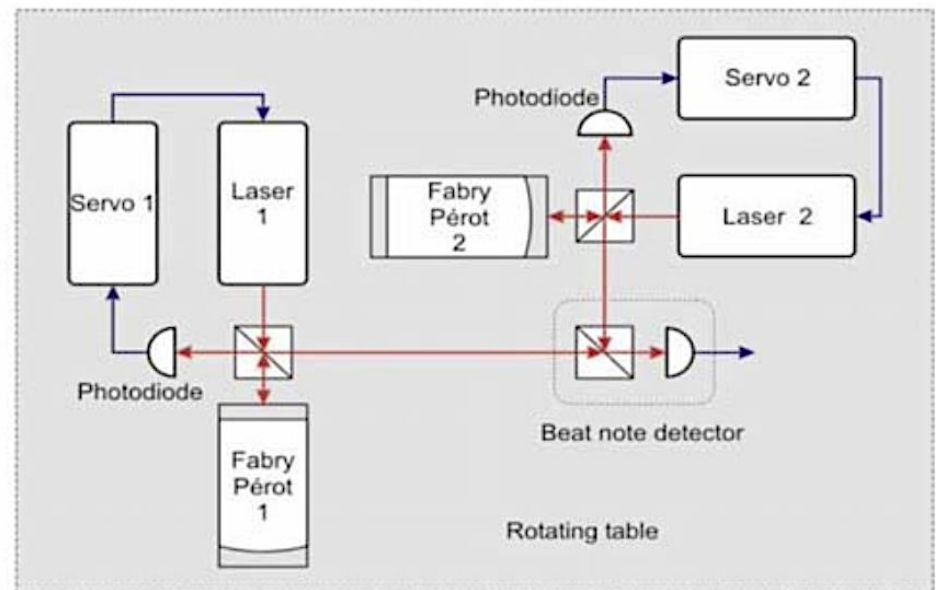 Servo 2
Photodiode
Fabry
Pérot
2
Laser 2
Servo 1
Laser
1
Photodiode
Beat note detector
Fabry
Pérot
1
Rotating table